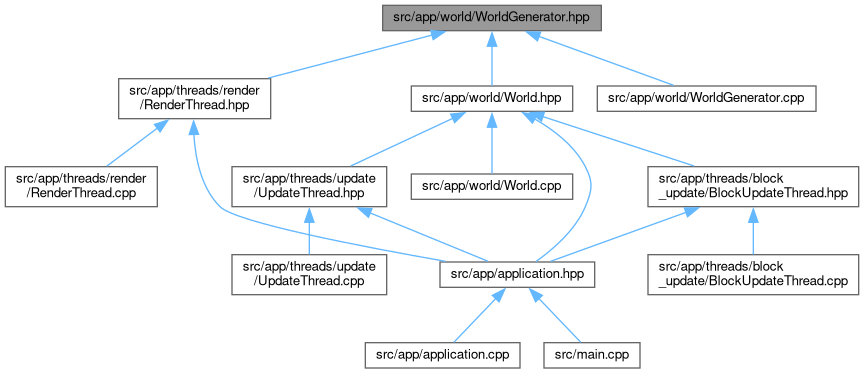 src/app/world/WorldGenerator.hpp
src/app/threads/render
/RenderThread.hpp
src/app/world/World.hpp
src/app/world/WorldGenerator.cpp
src/app/threads/render
/RenderThread.cpp
src/app/threads/update
/UpdateThread.hpp
src/app/world/World.cpp
src/app/threads/block
_update/BlockUpdateThread.hpp
src/app/threads/update
/UpdateThread.cpp
src/app/application.hpp
src/app/threads/block
_update/BlockUpdateThread.cpp
src/app/application.cpp
src/main.cpp